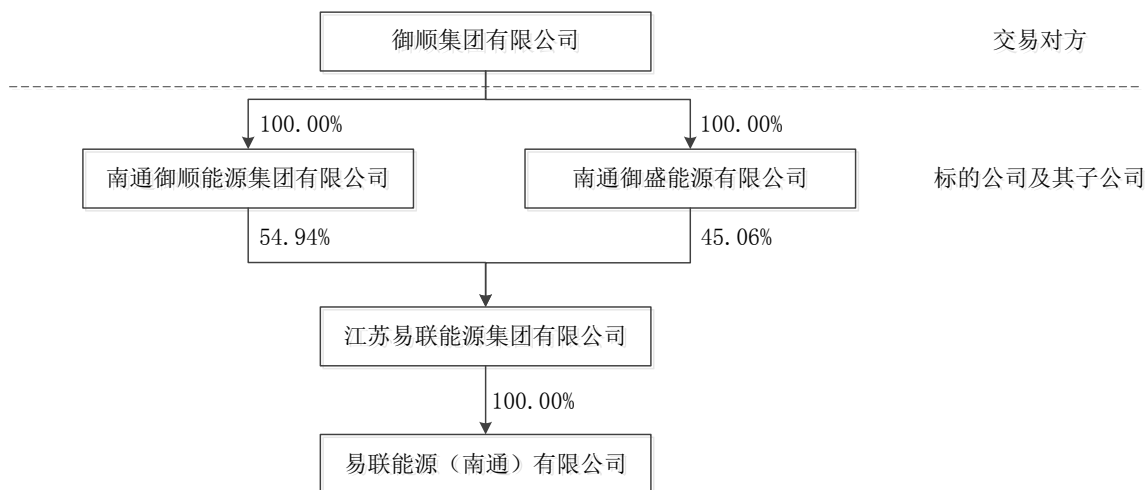 御顺集团有限公司
交易对方
100.00%
100.00%
南通御顺能源集团有限公司
南通御盛能源有限公司
标的公司及其子公司
54.94%
45.06%
江苏易联能源集团有限公司
100.00%
易联能源（南通）有限公司